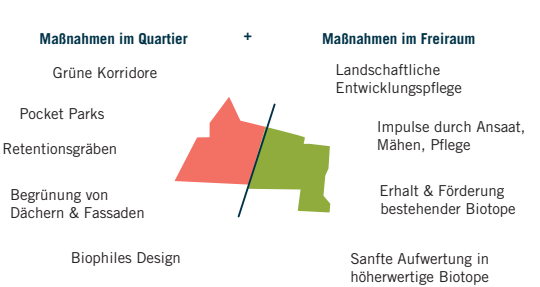 Maßnahmen im Quartier + Maßnahmen im Freiraum
Grüne Korridore
Pocket Parks
Retentionsgräben
Begrünung von
Dächern & Fassaden
Biophiles Design
Landschaftliche
Entwicklungspflege
Impulse durch Ansaat,
Mähen, Pflege
Erhalt & Förderung
bestehender Biotope
Sanfte Aufwertung in
höherwertige Biotope